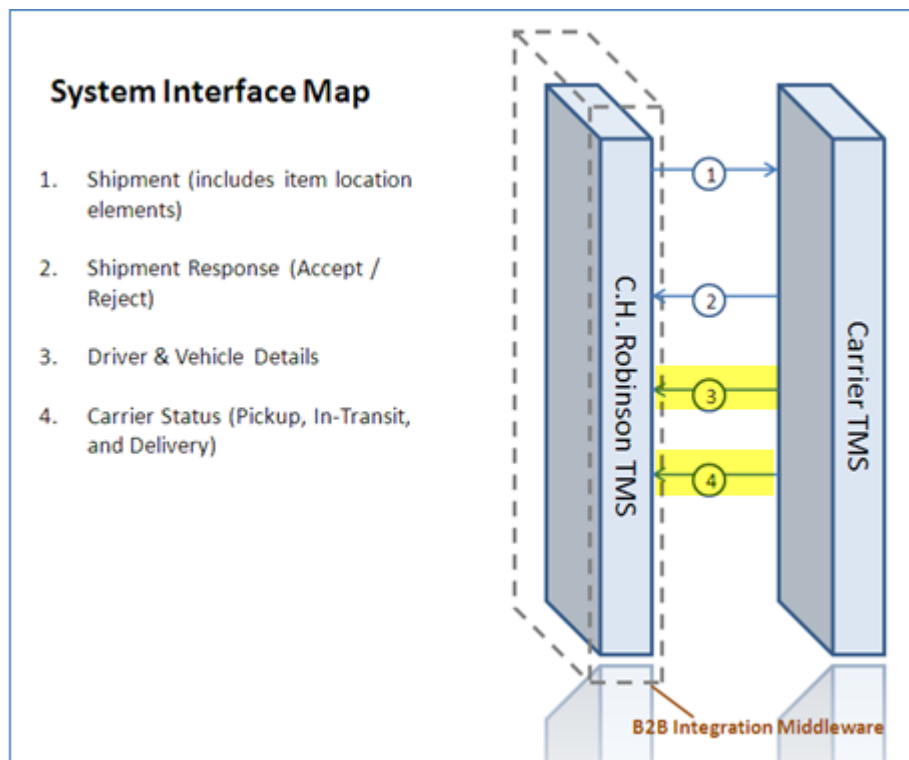 System Interface Map
1. Shipment (includes item location
elements)
2. Shipment Response (Accept /
Reject)
3. Driver & Vehicle Details
4. Carrier Status (Pickup, In-Transit,
and Delivery)
1
2
3
4
C.H. Robinson TMS
Carrier TMS
B2B Integration Middleware